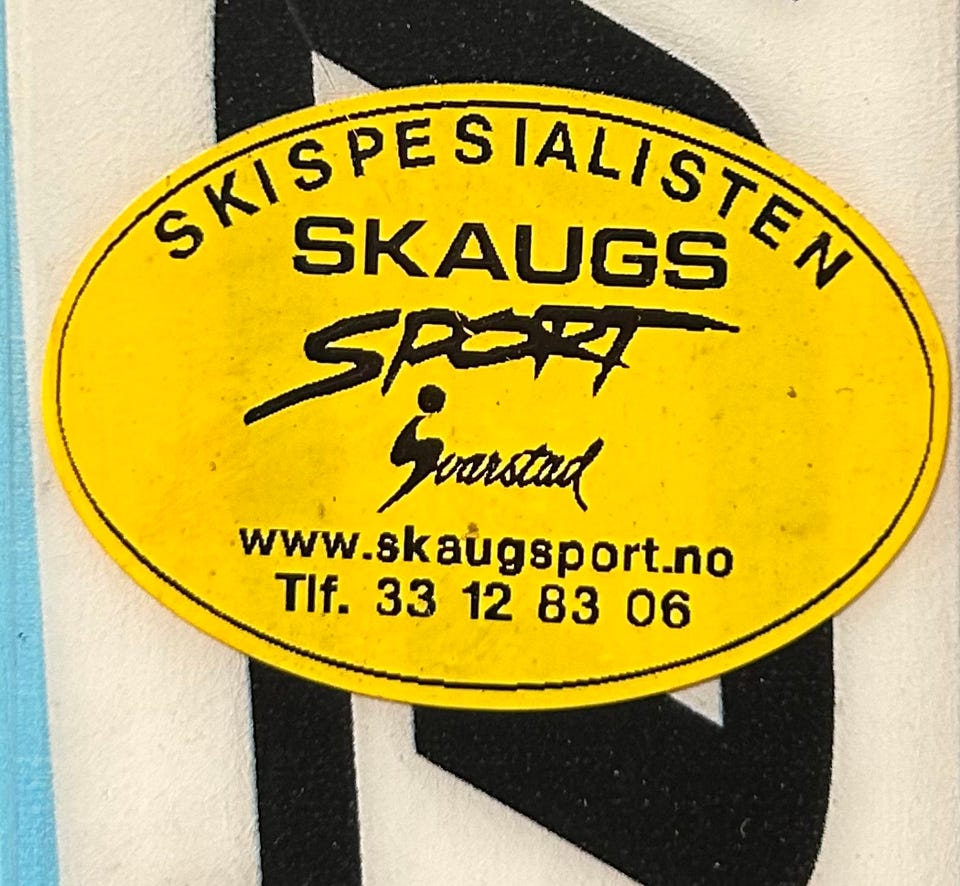 SKISPESIALISTEN
SKAUGS
SPORT
Svarstad
www.skaugsport.no
Tlf. 33 12 83 06